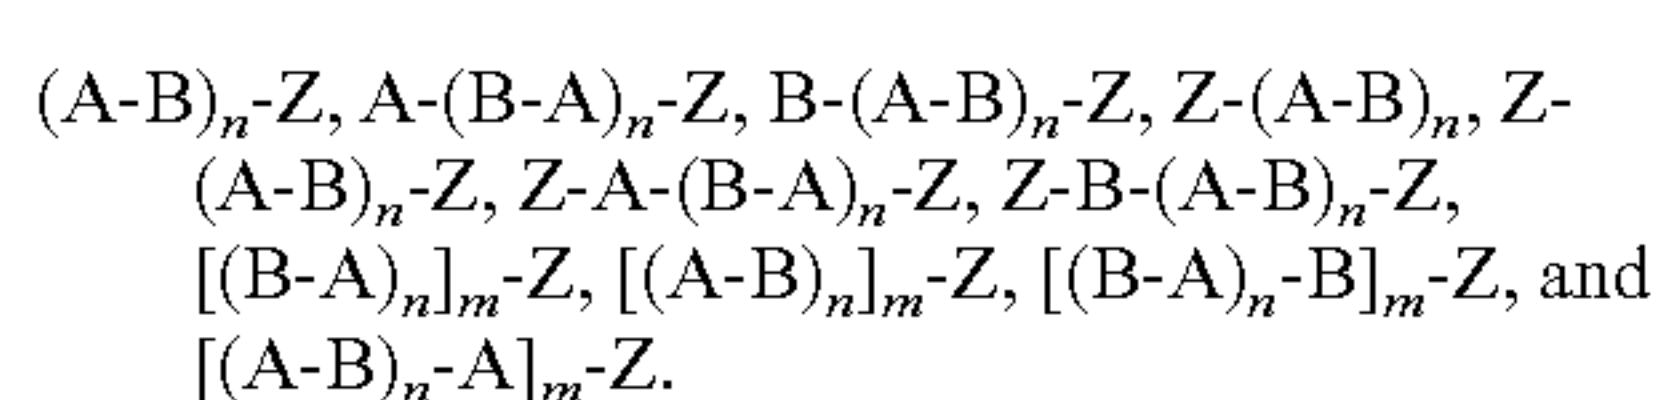 (A-B)n-Z, A-(B-A)n-Z, B-(A-B)n-Z, Z-(A-B)n, Z-
(A-B)n-Z, Z-A-(B-A)n-Z, Z-B-(A-B)n-Z,
[(B-A)n]m-Z, [(A-B)n]m-Z, [(B-A)n-B]m-Z, and
[(A-B)n-A]m-Z.